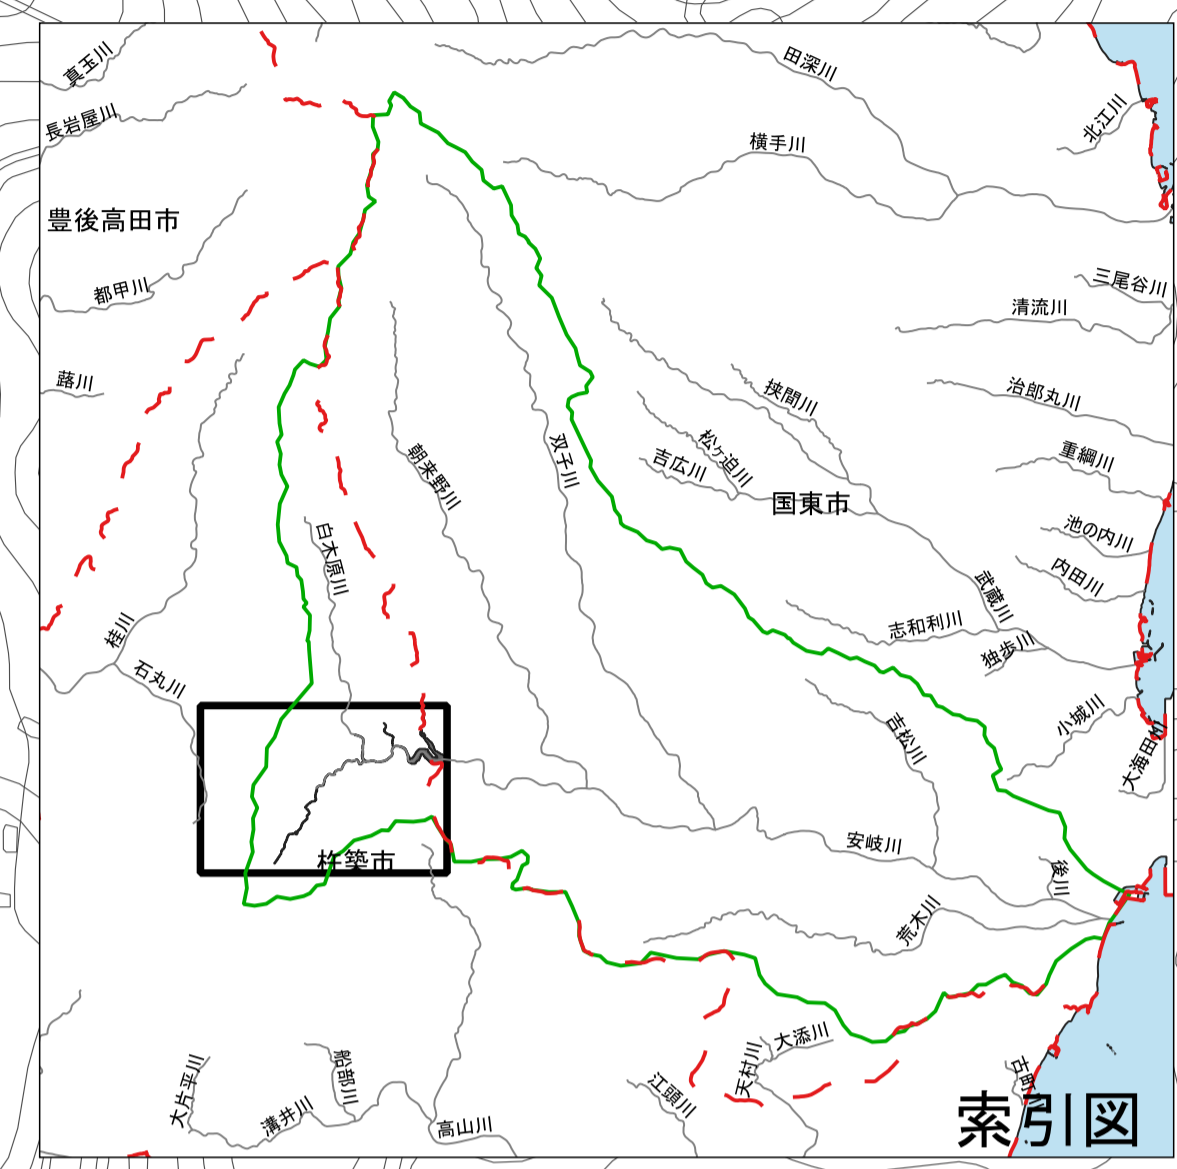 真玉川
田深川
長岩屋川
北江川
横手川
豊後高田市
都甲川
三尾谷川
清流川
蕗川
挟間川
治郎丸川
双子川
松ヶ迫川
吉広川
重綱川
朝来野川
国東市
白木原川
池の内川
内田川
武蔵川
桂川
志和利川
独歩川
石丸川
小城川
吉松川
大海田川
安岐川
杵築市
後川
荒木川
大添川
天村川
船部川
大片平川
江頭川
古町
溝井川
高山川
索引図